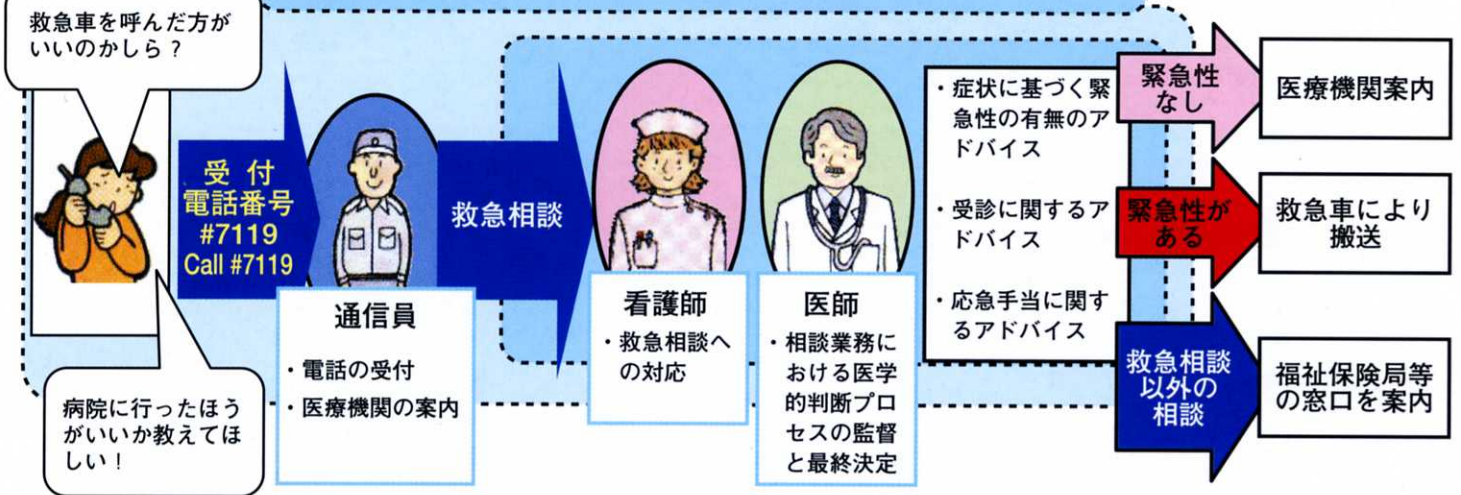 救急車を呼んだ方が
いいのかしら？
病院に行ったほう
がいいか教えてほ
しい！
受 付
電話番号
#7119
Call #7119
通信員
・電話の受付
・医療機関の案内
救急相談
看護師
・救急相談へ
の対応
医師
・相談業務に
おける医学
的判断プロ
セスの監督
と最終決定
・症状に基づく緊
急性の有無のア
ドバイス
・受診に関するア
ドバイス
・応急手当に関す
るアドバイス
緊急性
なし
医療機関案内
緊急性が
ある
救急車により
搬送
救急相談
以外の
相談
福祉保険局等
の窓口を案内